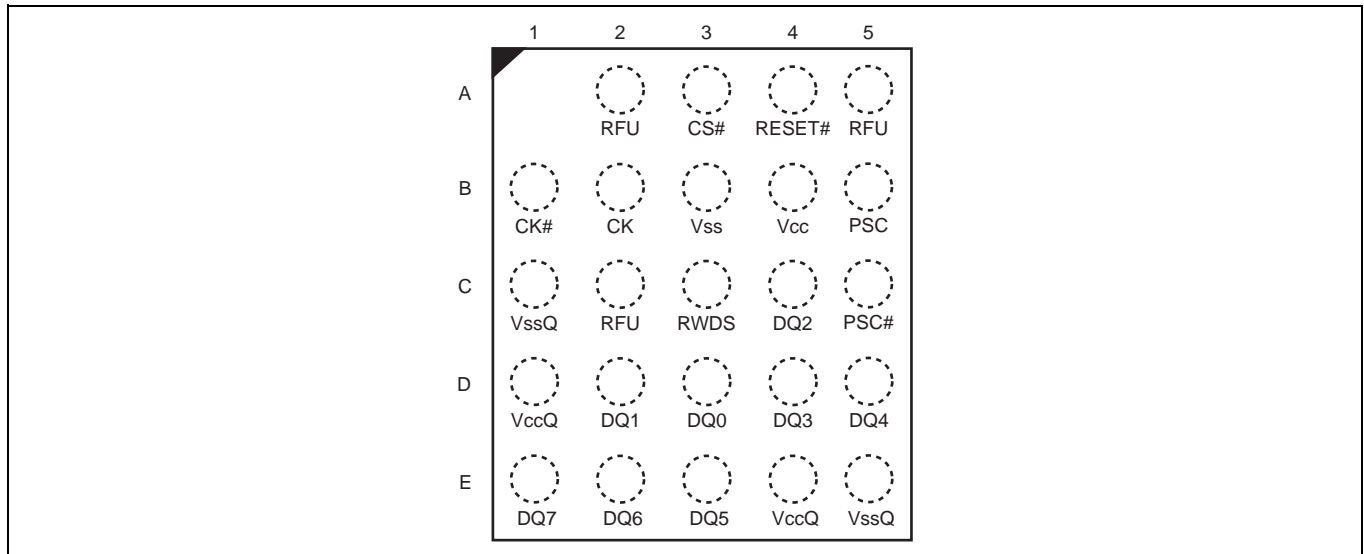 1 2 3 4 5
A
RFU CS# RESET# RFU
B
CK# CK Vss Vcc PSC
C
VssQ RFU RWDS DQ2 PSC#
D
VccQ DQ1 DQ0 DQ3 DQ4
E
DQ7 DQ6 DQ5 VccQ VssQ